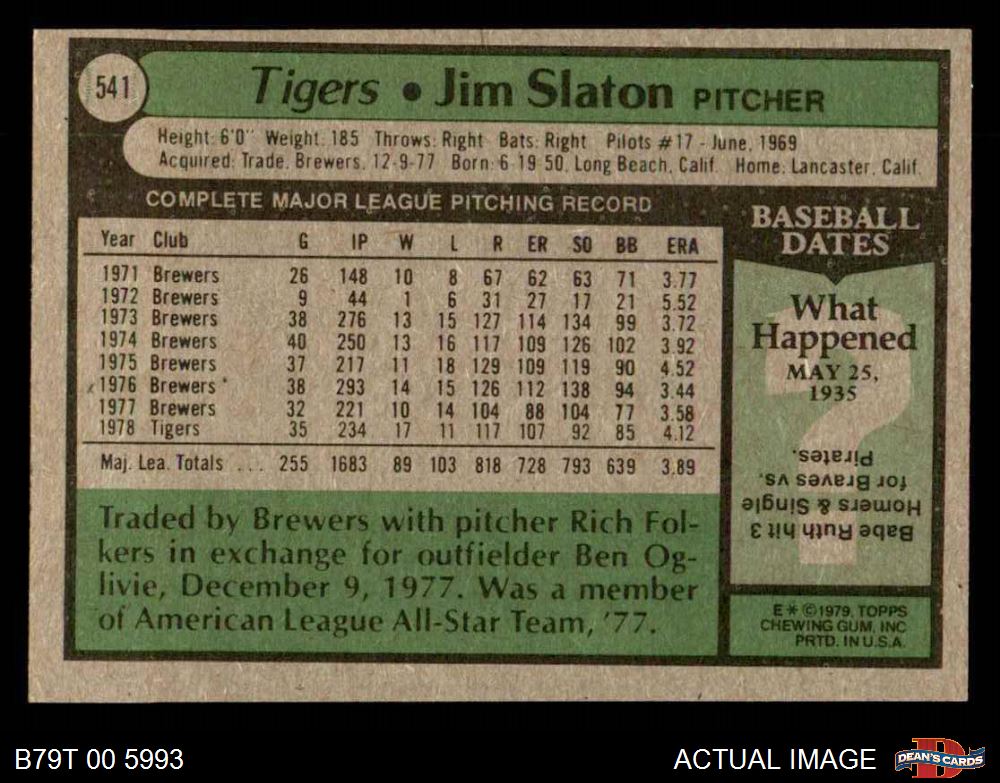 541
Tigers • Jim Slaton PITCHER
Height: 6'0" Weight: 185 Throws: Right Bats: Right Pilots #17 - June, 1969
Acquired: Trade, Brewers, 12-9-77 Born: 6-19-50, Long Beach, Calif. Home: Lancaster, Calif.
COMPLETE MAJOR LEAGUE PITCHING RECORD
Year Club G IP W L R ER SO BB ERA
1971 Brewers 26 148 10 8 67 62 63 71 3.77
1972 Brewers 9 44 1 6 31 27 17 21 5.52
1973 Brewers 38 276 13 15 127 114 134 99 3.72
1974 Brewers 40 250 13 16 117 109 126 102 3.92
1975 Brewers 37 217 11 18 129 109 119 90 4.52
x1976 Brewers* 38 293 14 15 126 112 138 94 3.44
1977 Brewers 32 221 10 14 104 88 104 77 3.58
1978 Tigers 35 234 17 11 117 107 92 85 4.12
Maj. Lea. Totals ... 255 1683 89 103 818 728 793 639 3.89
Traded by Brewers with pitcher Rich Fol-
kers in exchange for outfielder Ben Og-
livie, December 9, 1977. Was a member
of American League All-Star Team, '77.
BASEBALL
DATES
What
Happened
MAY 25,
1935
?
Babe Ruth hit 3
Homers & Single
for Braves vs.
Pirates.
E * © 1979, TOPPS
CHEWING GUM, INC
PRTD. IN U.S.A.
B79T 00 5993
ACTUAL IMAGE
D
DEAN'S CARDS